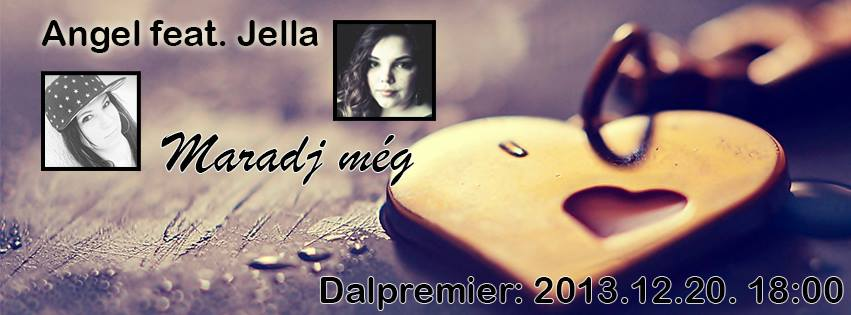 Angel feat. Jella
Maradj még
Dalpremier: 2013.12.20. 18:00